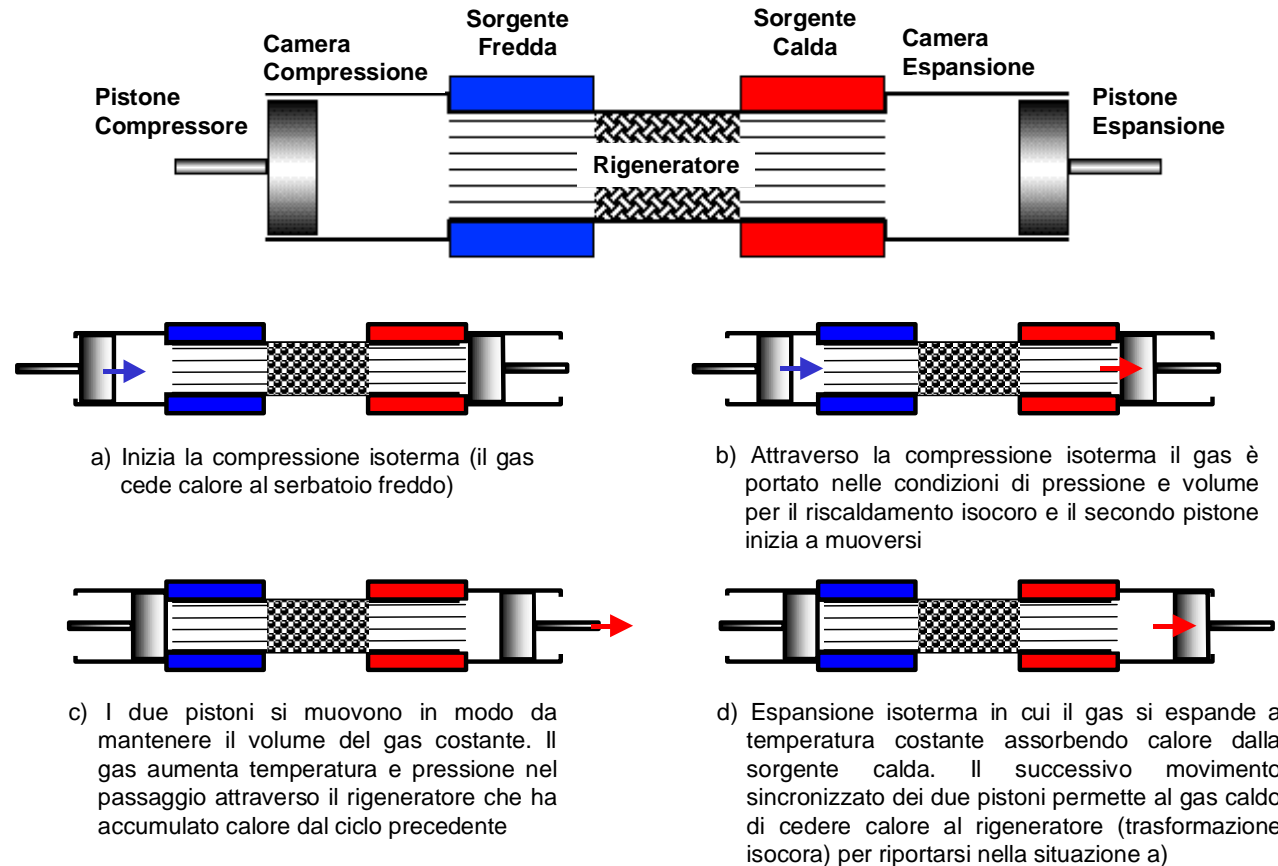 Sorgente
Fredda
Sorgente
Calda
Camera
Compressione
Camera
Espansione
Pistone
Compressore
Pistone
Espansione
Rigeneratore
a) Inizia la compressione isoterma (il gas
cede calore al serbatoio freddo)
b) Attraverso la compressione isoterma il gas è
portato nelle condizioni di pressione e volume
per il riscaldamento isocoro e il secondo pistone
inizia a muoversi
c) I due pistoni si muovono in modo da
mantenere il volume del gas costante. Il
gas aumenta temperatura e pressione nel
passaggio attraverso il rigeneratore che ha
accumulato calore dal ciclo precedente
d) Espansione isoterma in cui il gas si espande a
temperatura costante assorbendo calore dalla
sorgente calda. Il successivo movimento
sincronizzato dei due pistoni permette al gas caldo
di cedere calore al rigeneratore (trasformazione
isocora) per riportarsi nella situazione a)